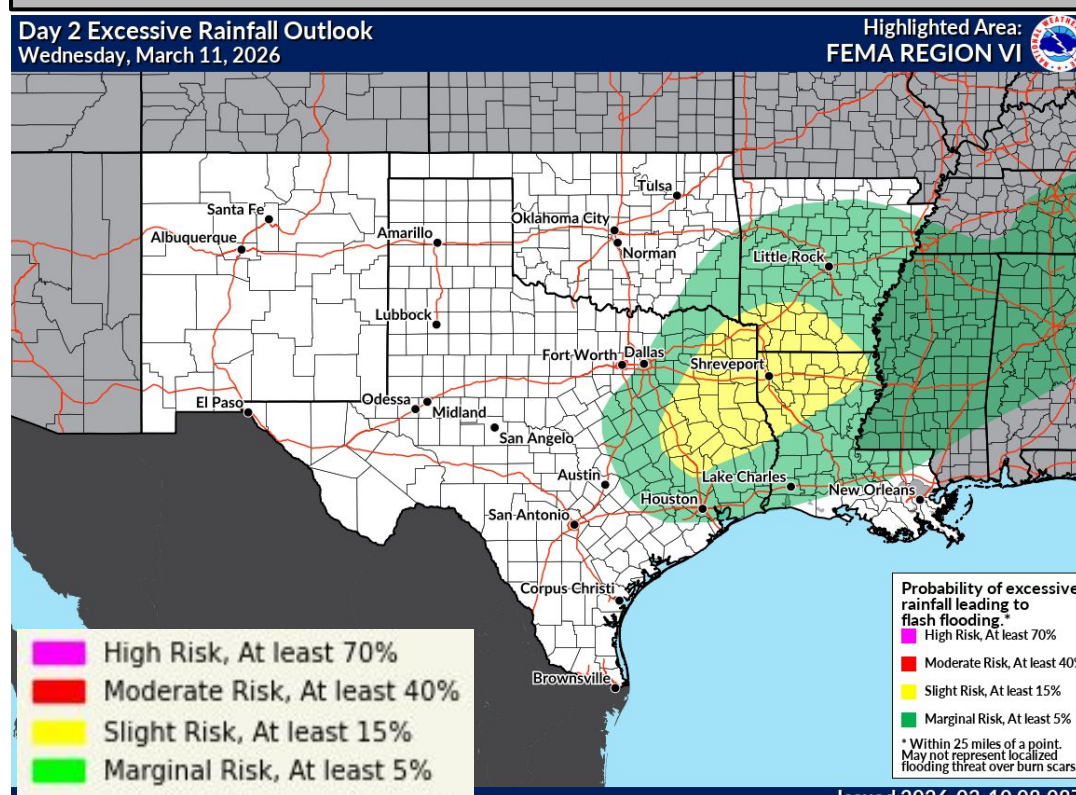 Day 2 Excessive Rainfall Outlook
Wednesday, March 11, 2026
Highlighted Area:
FEMA REGION VI
Tulsa
Santa Fe
Oklahoma City
Albuquerque
Amarillo
Norman
Little Rock
Lubbock
Fort Worth
Dallas
Shreveport
El Paso
Odessa
Midland
San Angelo
Austin
Lake Charles
New Orleans
Houston
San Antonio
Corpus Christi
Brownsville
Probability of excessive
rainfall leading to
flash flooding.*
High Risk, At least 70%
Moderate Risk, At least 40%
Slight Risk, At least 15%
Marginal Risk, At least 5%
* Within 25 miles of a point.
May not represent localized
flooding threat over burn scars
High Risk, At least 70%
Moderate Risk, At least 40%
Slight Risk, At least 15%
Marginal Risk, At least 5%